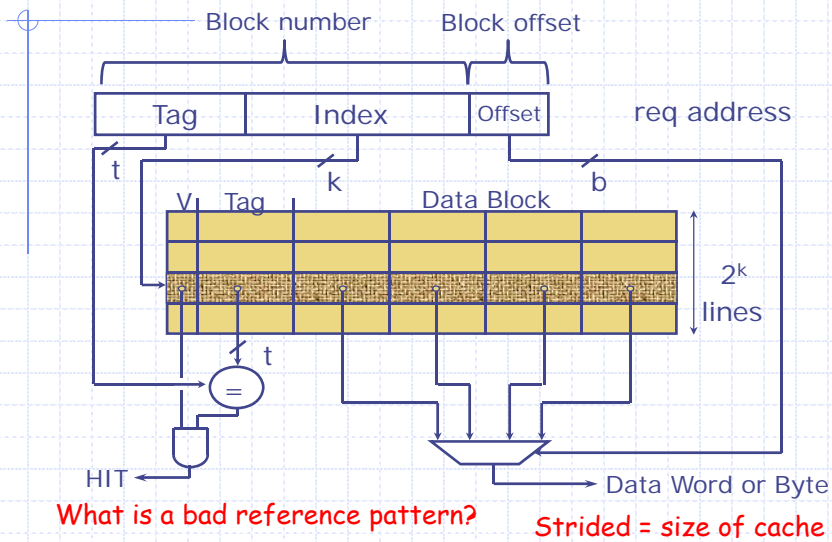 Block number
Block offset
Tag
Index
Offset
req address
t
k
b
V
Tag
Data Block
2k
lines
t
=
HIT
Data Word or Byte
What is a bad reference pattern?
Strided = size of cache